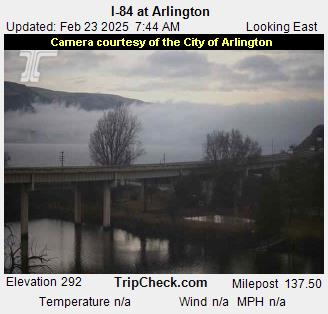 I-84 at Arlington
Updated: Feb 23 2025 7:44 AM Looking East
Camera courtesy of the City of Arlington
Elevation 292 TripCheck.com Milepost 137.50
Temperature n/a Wind n/a MPH n/a